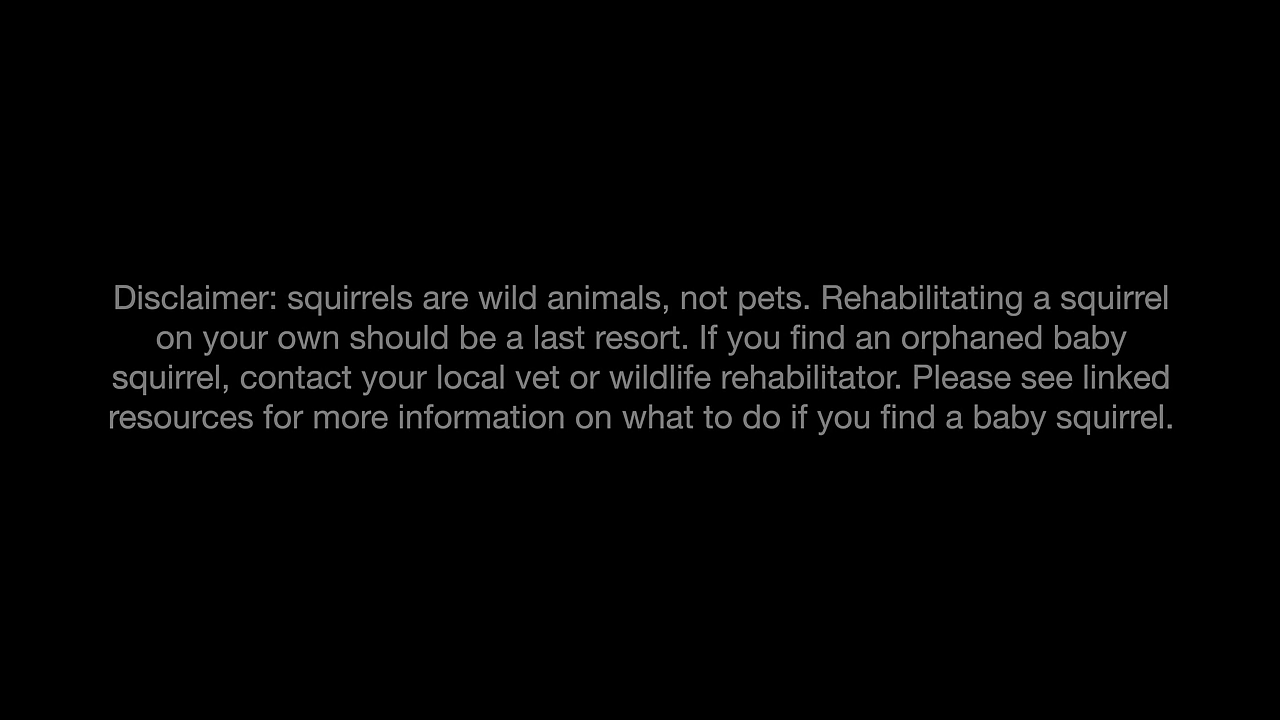 Disclaimer: squirrels are wild animals, not pets. Rehabilitating a squirrel
on your own should be a last resort. If you find an orphaned baby
squirrel, contact your local vet or wildlife rehabilitator. Please see linked
resources for more information on what to do if you find a baby squirrel.